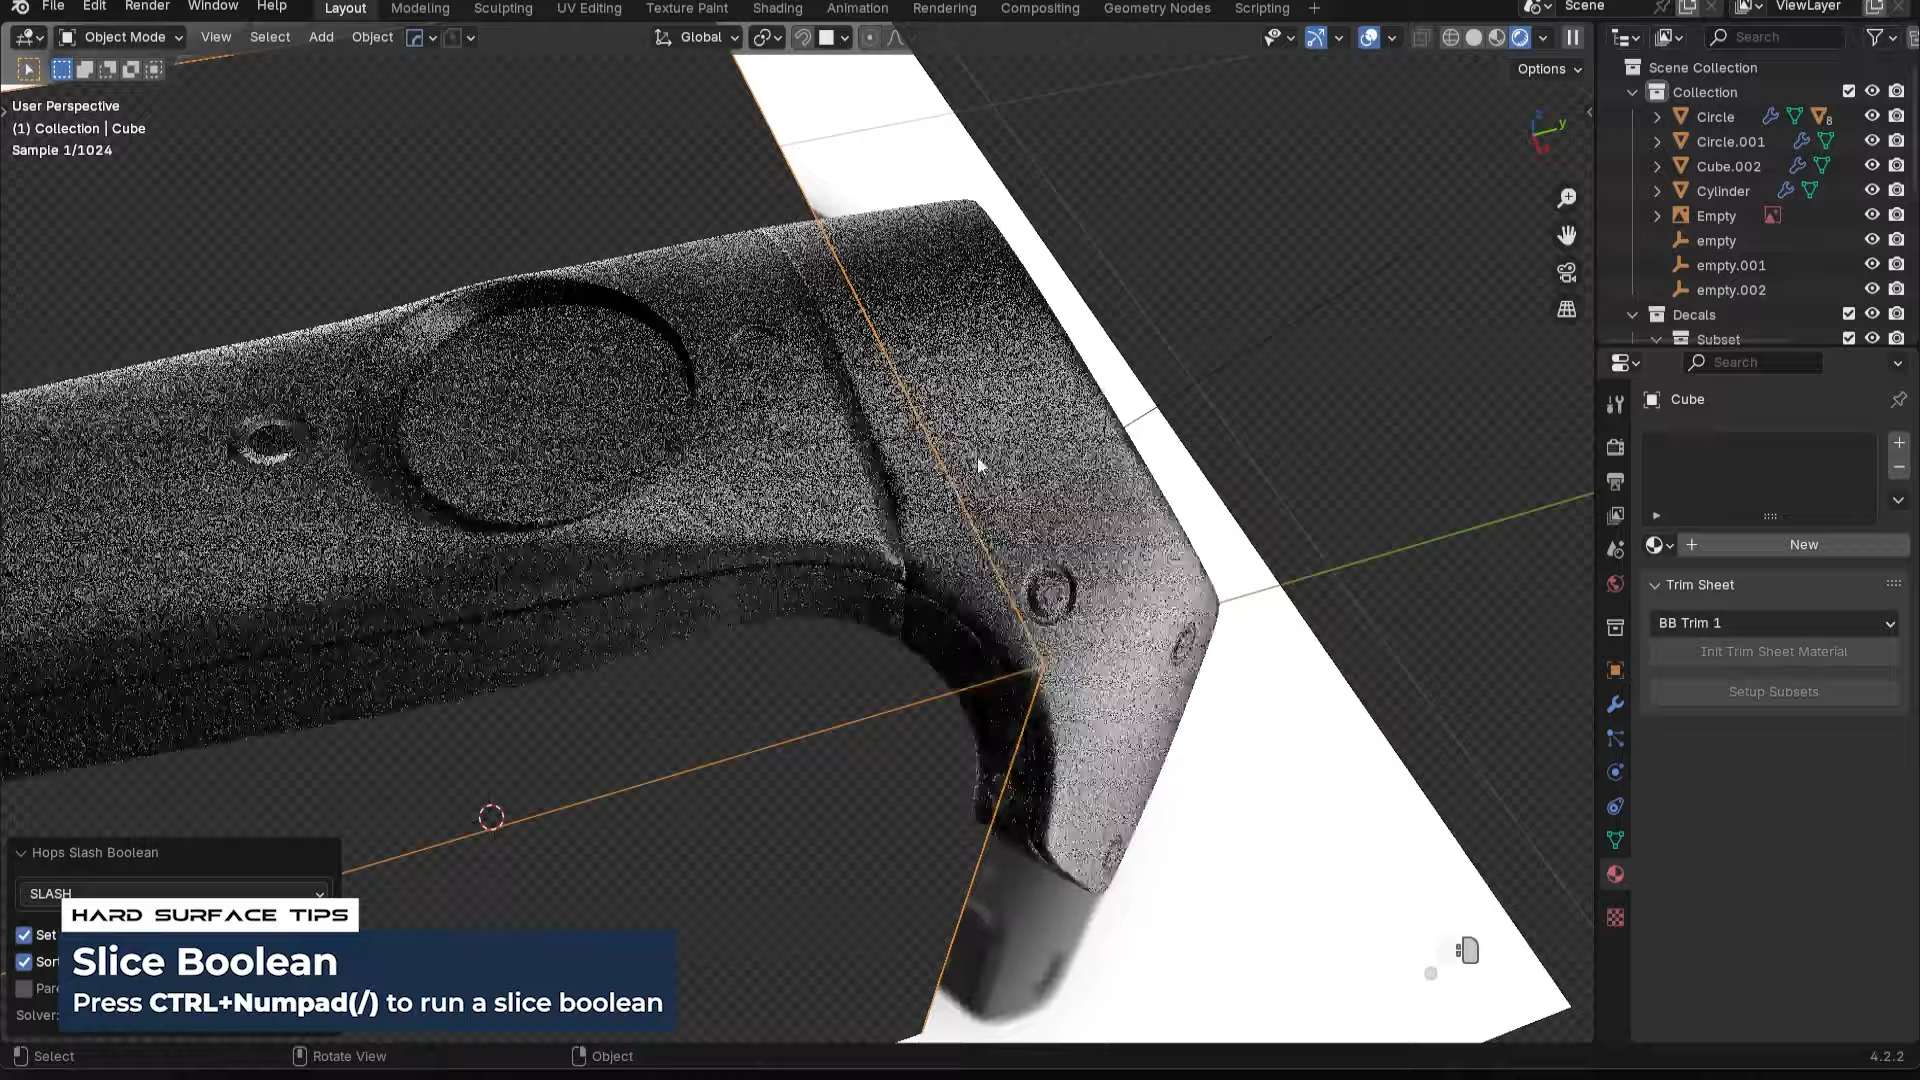 File Edit Render Window Help
Layout Modeling Sculpting UV Editing Texture Paint Shading Animation Rendering Compositing Geometry Nodes Scripting +
Scene
ViewLayer
Object Mode View Select Add Object
Global
Search
Options
User Perspective
(1) Collection | Cube
Sample 1/1024
Scene Collection
Collection
Circle 8
Circle.001
Cube.002
Cylinder
Empty
empty
empty.001
empty.002
Decals
Subset
Search
Cube
New
Trim Sheet
BB Trim 1
Init Trim Sheet Material
Setup Subsets
Hops Slash Boolean
SLASH
HARD SURFACE TIPS
Set
Slice Boolean
Press CTRL+Numpad(/) to run a slice boolean
Solver:
Select Rotate View Object
4.2.2